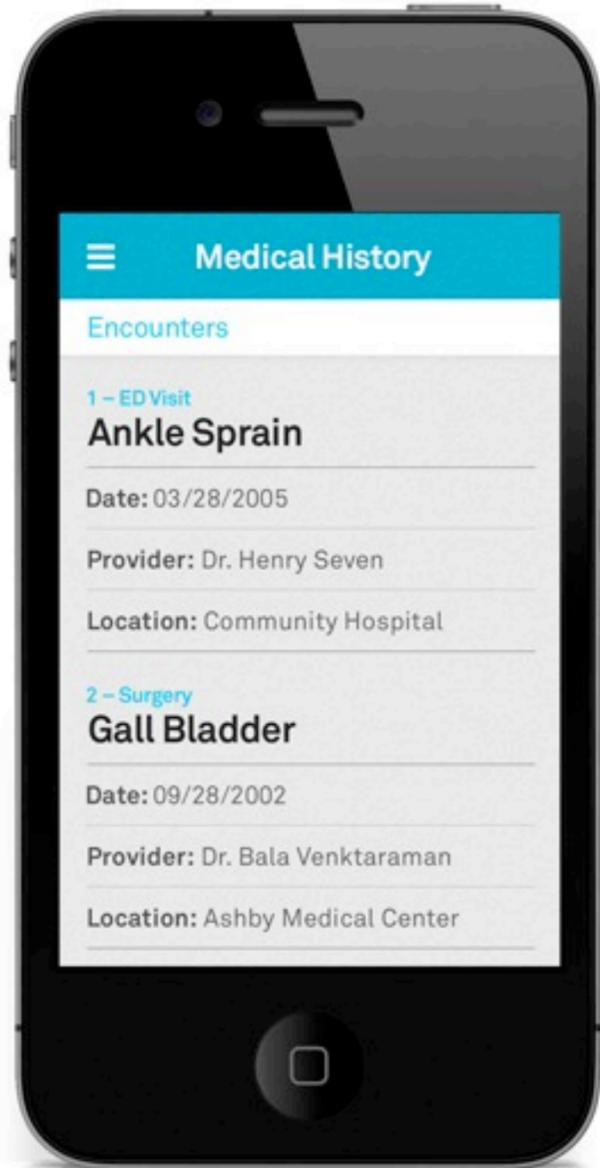 Medical History
Encounters
1 – ED Visit
Ankle Sprain
Date: 03/28/2005
Provider: Dr. Henry Seven
Location: Community Hospital
2 – Surgery
Gall Bladder
Date: 09/28/2002
Provider: Dr. Bala Venktaraman
Location: Ashby Medical Center